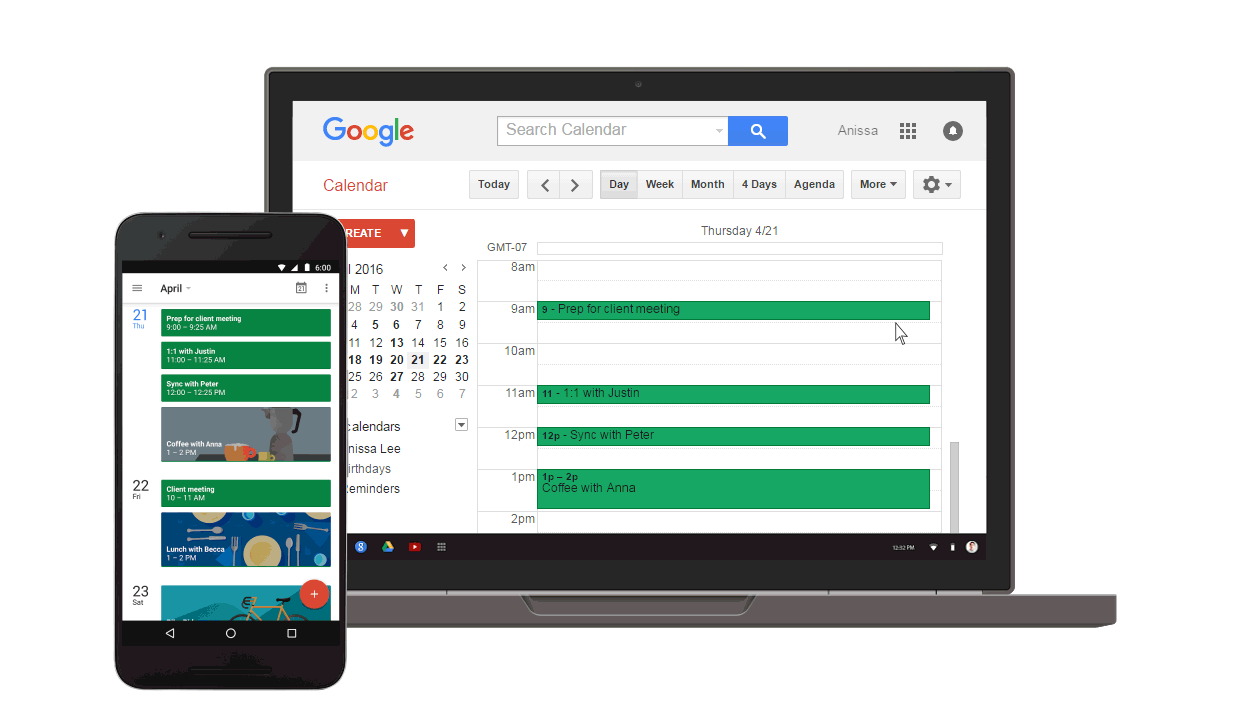 Google
Search Calendar
Anissa
Calendar
Today
Day
Week
Month
4 Days
Agenda
More
REATE
l 2016
M T W T F S
28 29 30 31 1 2
4 5 6 7 8 9
11 12 13 14 15 16
18 19 20 21 22 23
25 26 27 28 29 30
2 3 4 5 6 7
alendars
nissa Lee
irthdays
eminders
Thursday 4/21
GMT-07
8am
9am
9 - Prep for client meeting
10am
11am
11 - 1:1 with Justin
12pm
12p - Sync with Peter
1pm
1p – 2p
Coffee with Anna
2pm
8
12:52 PM
6:00
April
21
21
Thu
Prep for client meeting
9:00 – 9:25 AM
1:1 with Justin
11:00 – 11:25 AM
Sync with Peter
12:00 – 12:25 PM
Coffee with Anna
1 – 2 PM
22
Fri
Client meeting
10 – 11 AM
Lunch with Becca
1 – 2 PM
23
Sat